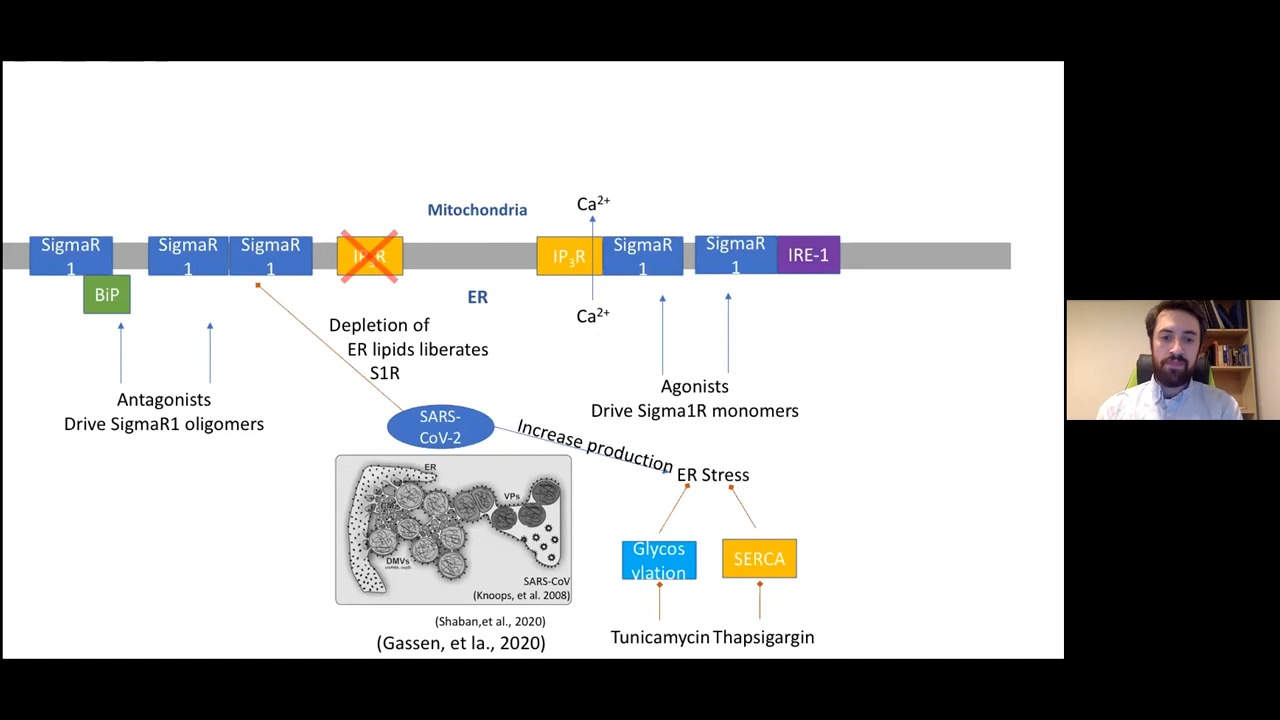 Ca2+
Mitochondria
SigmaR
1
SigmaR
1
SigmaR
1
IP3R
IP3R
SigmaR
1
SigmaR
1
IRE-1
BiP
ER
Ca2+
Depletion of
ER lipids liberates
S1R
Antagonists
Drive SigmaR1 oligomers
Agonists
Drive Sigma1R monomers
SARS-
CoV-2
Increase production
ER Stress
ER
VPs
DMVs
SARS-CoV
(Knoops, et al. 2008)
Glycos
ylation
SERCA
(Shaban,et al., 2020)
(Gassen, et la., 2020)
Tunicamycin
Thapsigargin